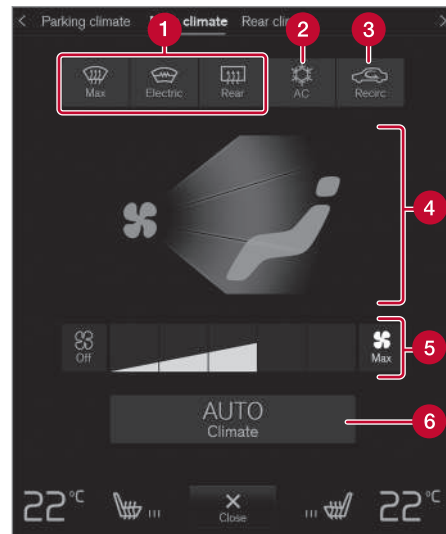 Parking climate climate Rear cli
1 2 3
Max Electric Rear AC Recirc
4
Off Max 5
AUTO
Climate 6
22°C Close 22°C